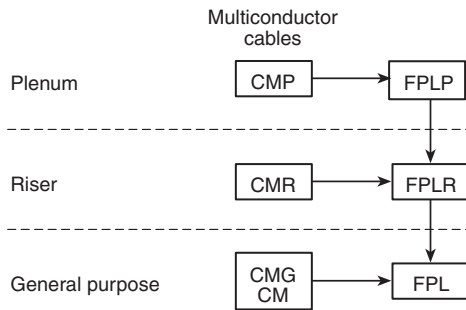 Multiconductor
cables
Plenum
CMP
FPLP
Riser
CMR
FPLR
General purpose
CMG
CM
FPL